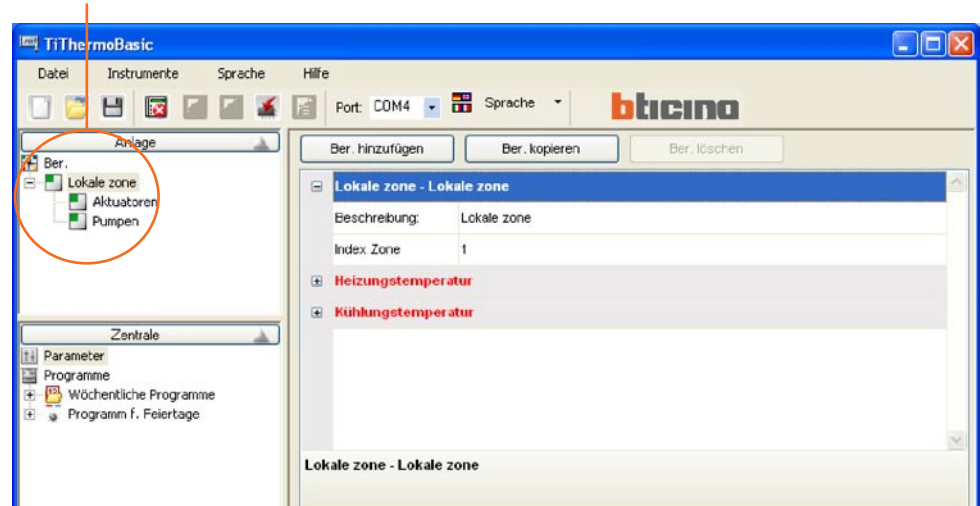 TiThermoBasic
Datei Instrumente Sprache Hilfe
Port: COM4 Sprache bticino
Anlage
Ber.
Lokale zone
Aktuatoren
Pumpen
Zentrale
Parameter
Programme
Wöchentliche Programme
Programm f. Feiertage
Ber. hinzufügen Ber. kopieren Ber. löschen
Lokale zone - Lokale zone
Beschreibung: Lokale zone
Index Zone 1
Heizungstemperatur
Kühlungstemperatur
Lokale zone - Lokale zone